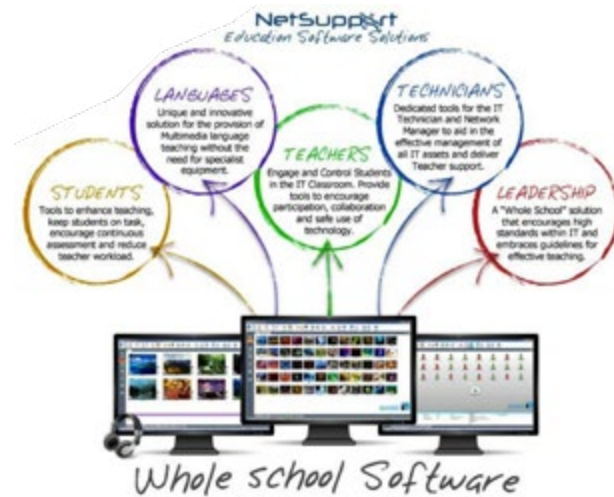 NetSupport
Education Software Solutions
LANGUAGES
Unique and innovative
solution for the provision of
Multimedia language
teaching without the
need for specialist
equipment.
TECHNICIANS
Dedicated tools for the IT
Technician and Network
Manager to aid in the
effective management of
all IT assets and deliver
Teacher support.
TEACHERS
Engage and Control Students
in the IT Classroom. Provide
tools to encourage
participation, collaboration
and safe use of
technology.
STUDENTS
Tools to enhance teaching,
keep students on task,
encourage continuous
assessment and reduce
teacher workload.
LEADERSHIP
A "Whole School" solution
that encourages high
standards within IT and
embraces guidelines for
effective teaching.
Whole school Software